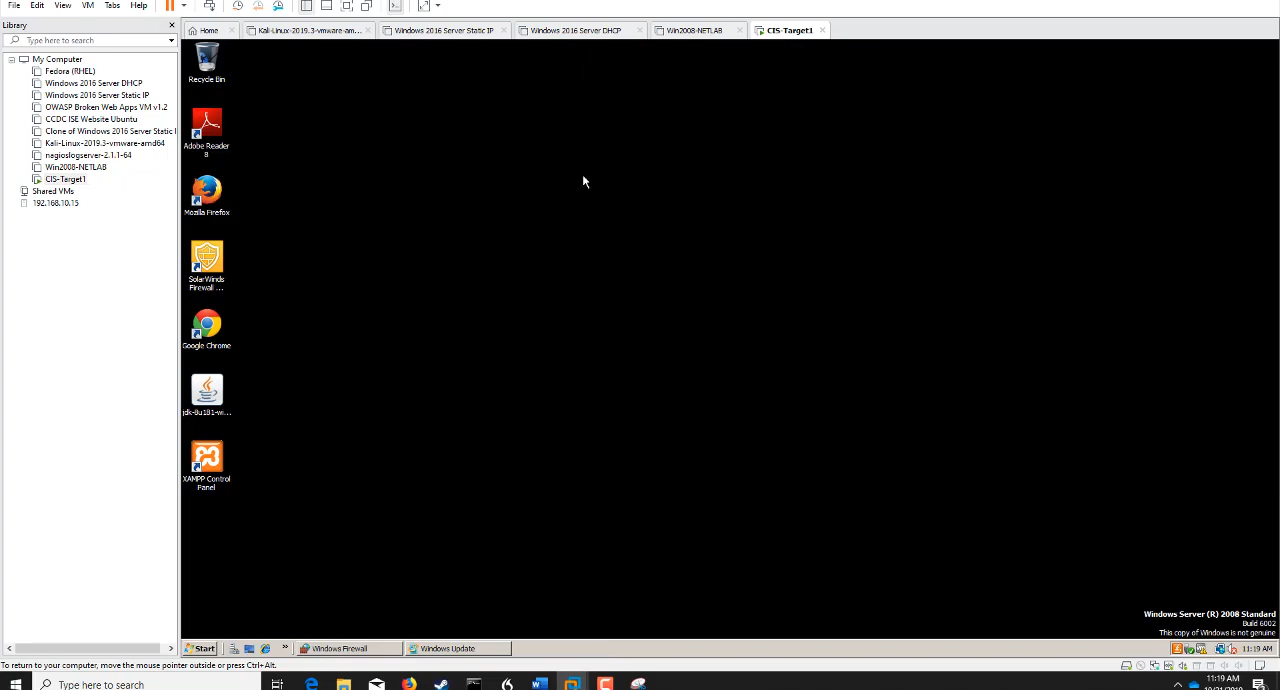 File Edit View VM Tabs Help
Library
Type here to search
My Computer
Fedora (RHEL)
Windows 2016 Server DHCP
Windows 2016 Server Static IP
OWASP Broken Web Apps VM v1.2
CCDC ISE Website Ubuntu
Clone of Windows 2016 Server Static I
Kali-Linux-2019.3-vmware-amd64
nagioslogserver-2.1.1-64
Win2008-NETLAB
CIS-Target1
Shared VMs
192.168.10.15
Home Kali-Linux-2019.3-vmware-am... Windows 2016 Server Static IP Windows 2016 Server DHCP Win2008-NETLAB CIS-Target1
Recycle Bin
Adobe Reader
8
Mozilla Firefox
SolarWinds
Firewall ...
Google Chrome
jdk-8u181-wi...
XAMPP Control
Panel
Windows Server (R) 2008 Standard
Build 6002
This copy of Windows is not genuine
Start » Windows Firewall Windows Update 11:19 AM
To return to your computer, move the mouse pointer outside or press Ctrl+Alt.
Type here to search
11:19 AM
10/21/2019